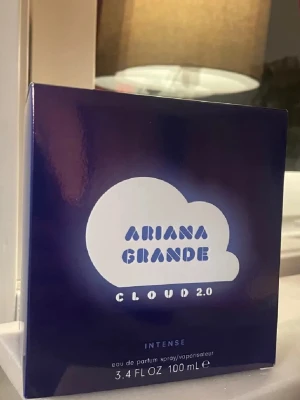 ARIANA
GRANDE
CLOUD 2.0
INTENSE
eau de parfum spray/vaporisateur
3.4 FL OZ 100 mL e